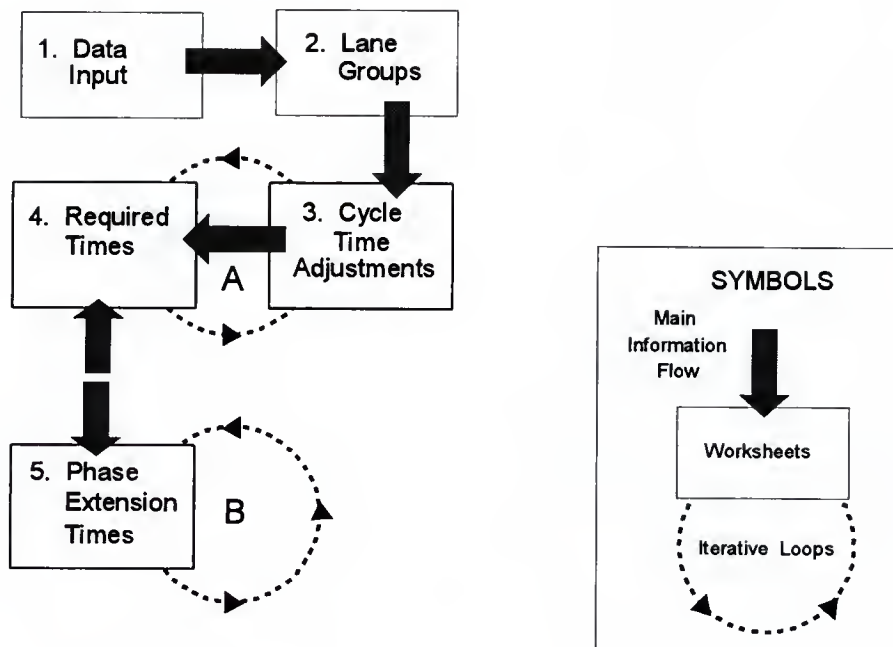 1. Data
Input
2. Lane
Groups
4. Required
Times
3. Cycle
Time
Adjustments
A
5. Phase
Extension
Times
B
SYMBOLS
Main
Information
Flow
Worksheets
Iterative Loops